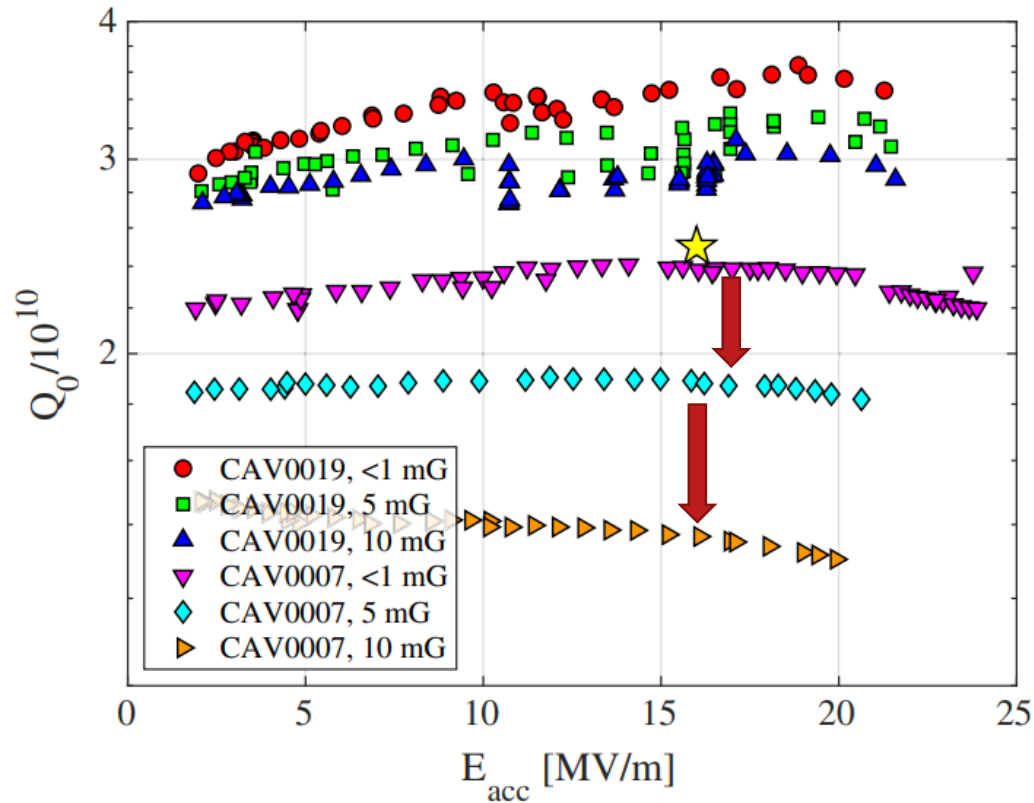 4
3
2
Q0/10^10
CAV0019, <1 mG
CAV0019, 5 mG
CAV0019, 10 mG
CAV0007, <1 mG
CAV0007, 5 mG
CAV0007, 10 mG
0 5 10 15 20 25
Eacc [MV/m]